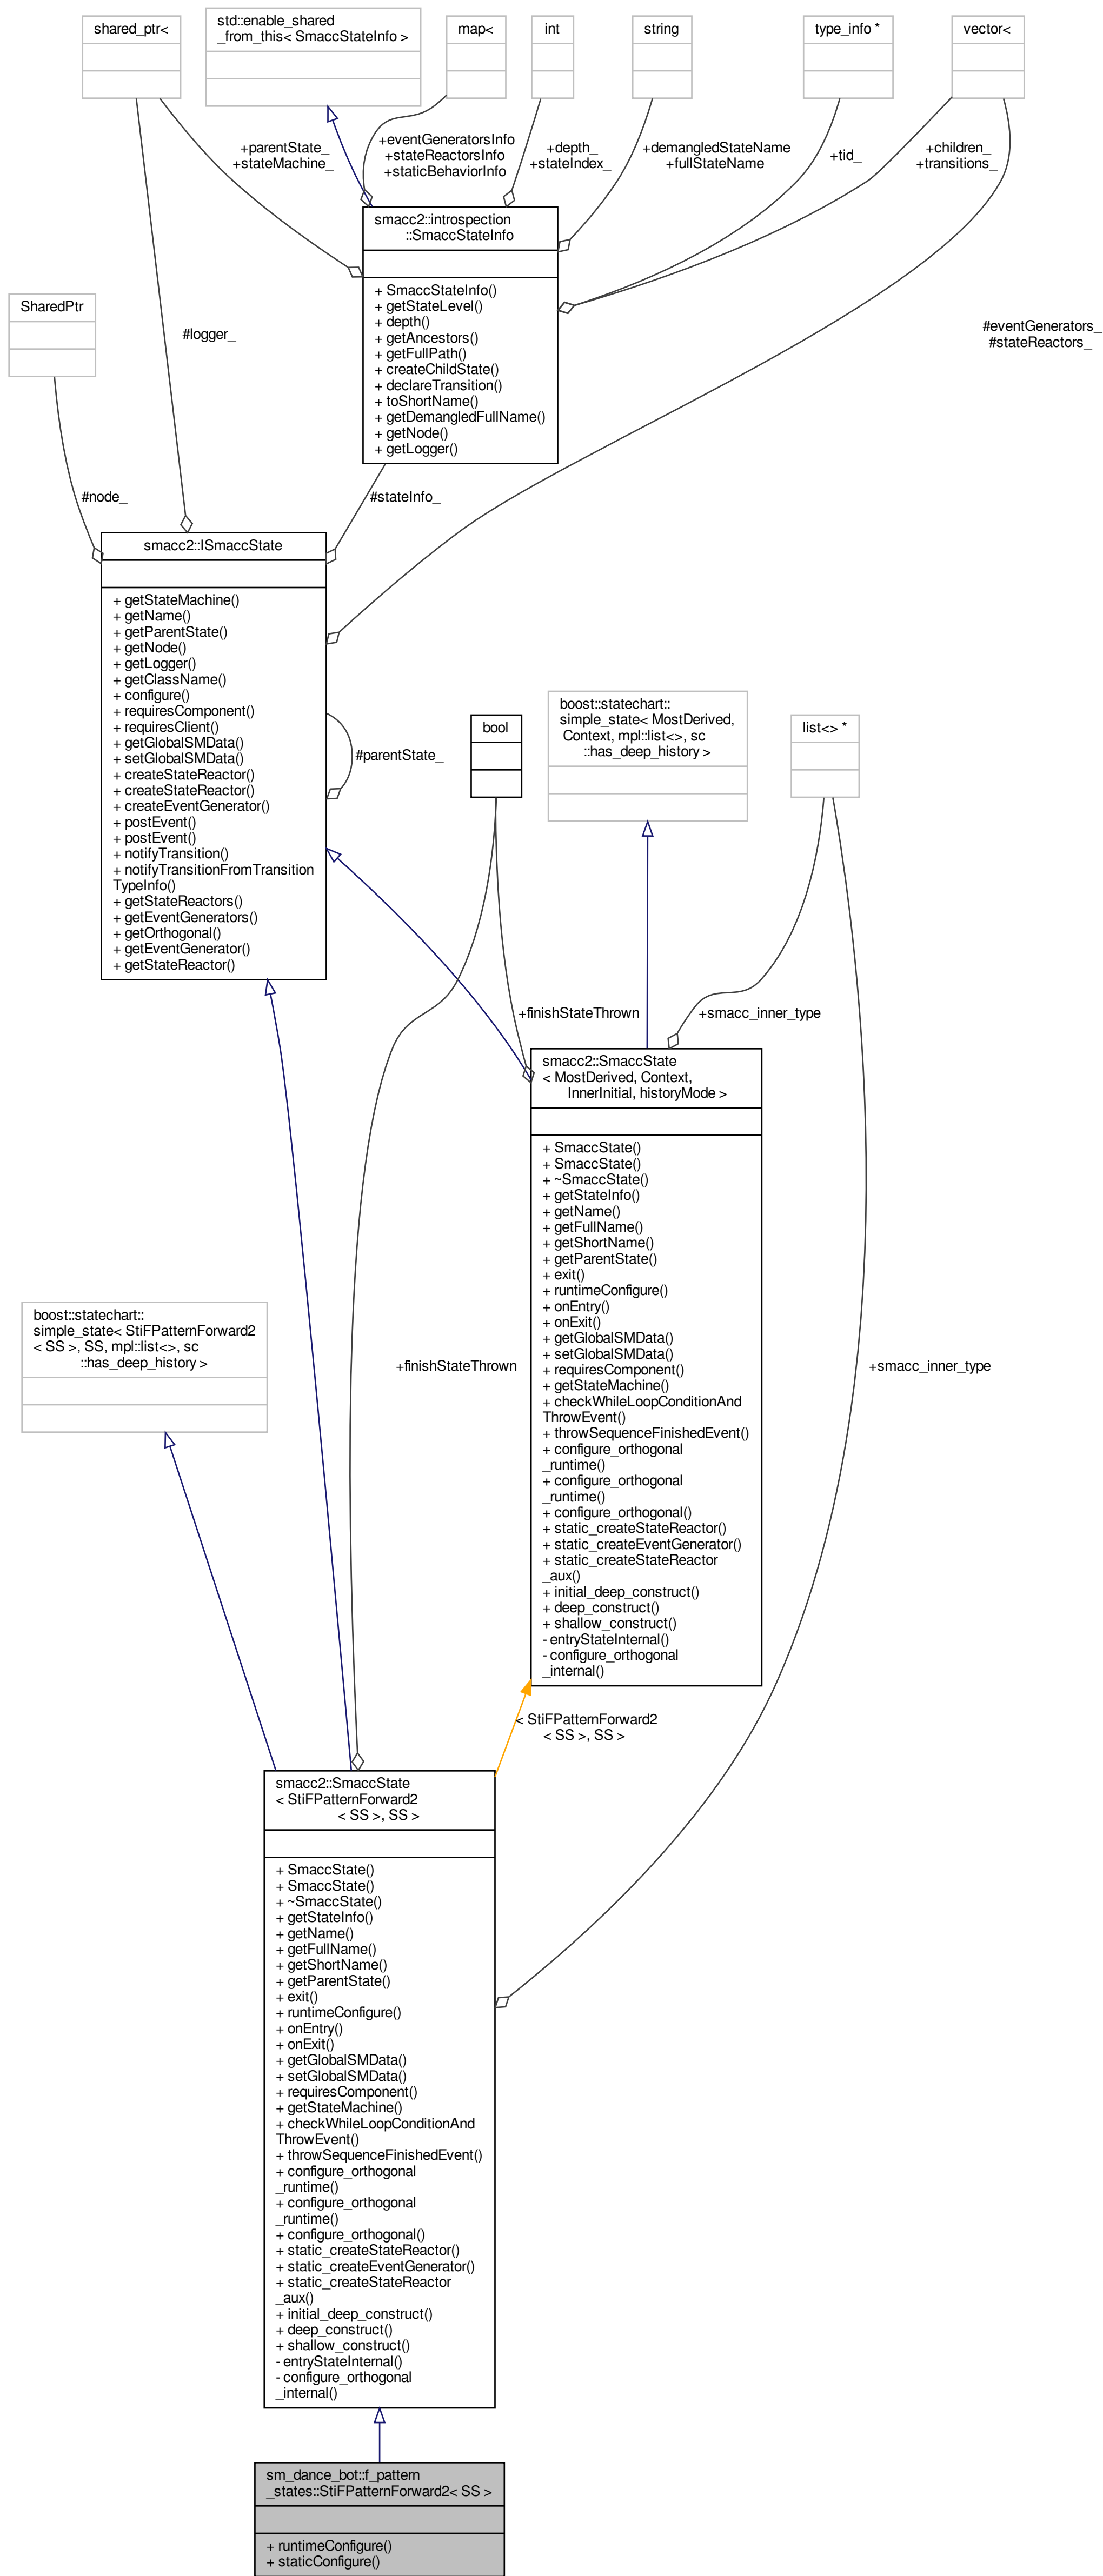 shared_ptr<
std::enable_shared
_from_this< SmaccStateInfo >
map<
int
string
type_info *
vector<
+parentState_
+stateMachine_
+eventGeneratorsInfo
+stateReactorsInfo
+staticBehaviorInfo
+depth_
+stateIndex_
+demangledStateName
+fullStateName
+tid_
+children_
+transitions_
smacc2::introspection
::SmaccStateInfo
+ SmaccStateInfo()
+ getStateLevel()
+ depth()
+ getAncestors()
+ getFullPath()
+ createChildState()
+ declareTransition()
+ toShortName()
+ getDemangledFullName()
+ getNode()
+ getLogger()
SharedPtr
#logger_
#eventGenerators_
#stateReactors_
#node_
#stateInfo_
smacc2::ISmaccState
+ getStateMachine()
+ getName()
+ getParentState()
+ getNode()
+ getLogger()
+ getClassName()
+ configure()
+ requiresComponent()
+ requiresClient()
+ getGlobalSMData()
+ setGlobalSMData()
+ createStateReactor()
+ createStateReactor()
+ createEventGenerator()
+ postEvent()
+ postEvent()
+ notifyTransition()
+ notifyTransitionFromTransition
TypeInfo()
+ getStateReactors()
+ getEventGenerators()
+ getOrthogonal()
+ getEventGenerator()
+ getStateReactor()
#parentState_
bool
boost::statechart::
simple_state< MostDerived,
Context, mpl::list<>, sc
::has_deep_history >
list<> *
+finishStateThrown
+smacc_inner_type
smacc2::SmaccState
< MostDerived, Context,
InnerInitial, historyMode >
+ SmaccState()
+ SmaccState()
+ ~SmaccState()
+ getStateInfo()
+ getName()
+ getFullName()
+ getShortName()
+ getParentState()
+ exit()
+ runtimeConfigure()
+ onEntry()
+ onExit()
+ getGlobalSMData()
+ setGlobalSMData()
+ requiresComponent()
+ getStateMachine()
+ checkWhileLoopConditionAnd
ThrowEvent()
+ throwSequenceFinishedEvent()
+ configure_orthogonal
_runtime()
+ configure_orthogonal
_runtime()
+ configure_orthogonal()
+ static_createStateReactor()
+ static_createEventGenerator()
+ static_createStateReactor
_aux()
+ initial_deep_construct()
+ deep_construct()
+ shallow_construct()
- entryStateInternal()
- configure_orthogonal
_internal()
boost::statechart::
simple_state< StiFPatternForward2
< SS >, SS, mpl::list<>, sc
::has_deep_history >
+finishStateThrown
+smacc_inner_type
< StiFPatternForward2
< SS >, SS >
smacc2::SmaccState
< StiFPatternForward2
< SS >, SS >
+ SmaccState()
+ SmaccState()
+ ~SmaccState()
+ getStateInfo()
+ getName()
+ getFullName()
+ getShortName()
+ getParentState()
+ exit()
+ runtimeConfigure()
+ onEntry()
+ onExit()
+ getGlobalSMData()
+ setGlobalSMData()
+ requiresComponent()
+ getStateMachine()
+ checkWhileLoopConditionAnd
ThrowEvent()
+ throwSequenceFinishedEvent()
+ configure_orthogonal
_runtime()
+ configure_orthogonal
_runtime()
+ configure_orthogonal()
+ static_createStateReactor()
+ static_createEventGenerator()
+ static_createStateReactor
_aux()
+ initial_deep_construct()
+ deep_construct()
+ shallow_construct()
- entryStateInternal()
- configure_orthogonal
_internal()
sm_dance_bot::f_pattern
_states::StiFPatternForward2< SS >
+ runtimeConfigure()
+ staticConfigure()